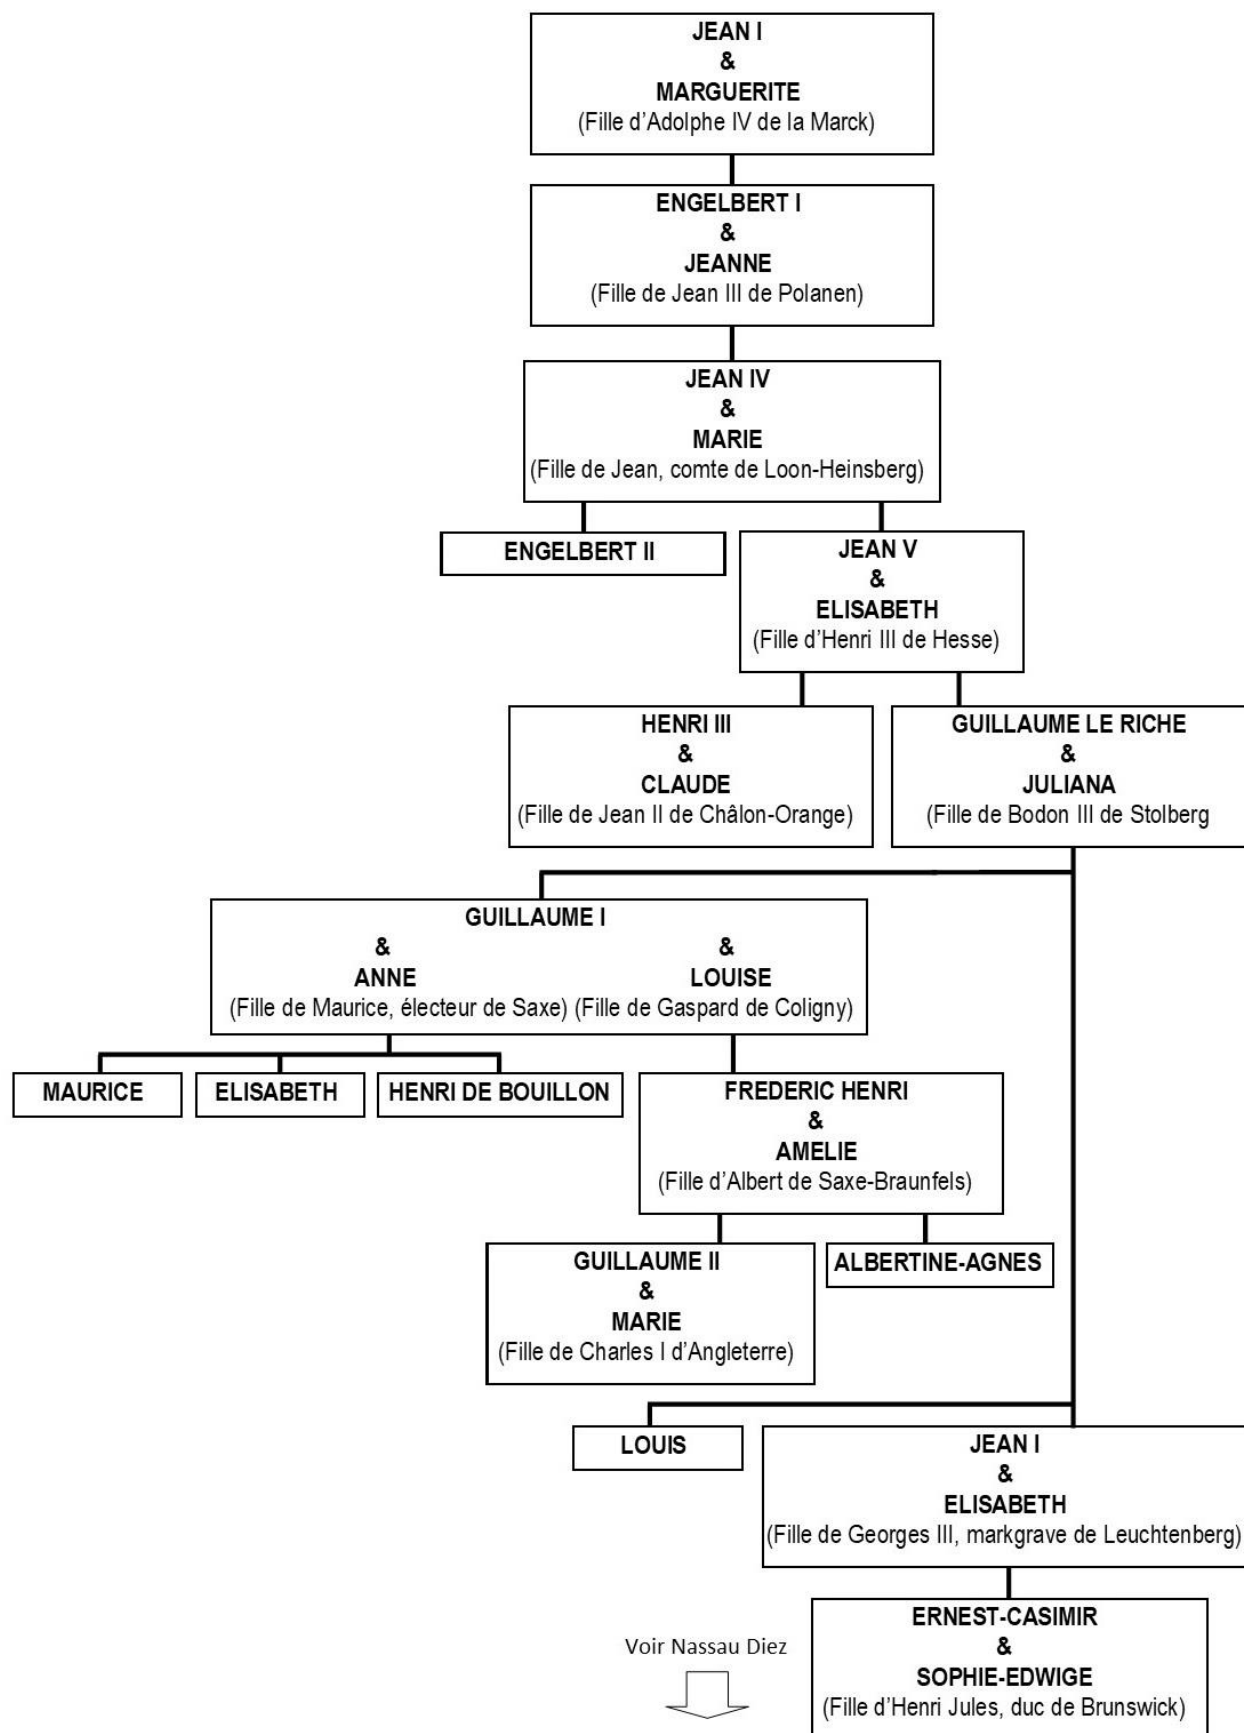 JEAN I
&
MARGUERITE
(Fille d’Adolphe IV de la Marck)
ENGELBERT I
&
JEANNE
(Fille de Jean III de Polanen)
JEAN IV
&
MARIE
(Fille de Jean, comte de Loon-Heinsberg)
ENGELBERT II
JEAN V
&
ELISABETH
(Fille d’Henri III de Hesse)
HENRI III
&
CLAUDE
(Fille de Jean II de Châlon-Orange)
GUILLAUME LE RICHE
&
JULIANA
(Fille de Bodon III de Stolberg
GUILLAUME I
& &
ANNE LOUISE
(Fille de Maurice, électeur de Saxe) (Fille de Gaspard de Coligny)
MAURICE
ELISABETH
HENRI DE BOUILLON
FREDERIC HENRI
&
AMELIE
(Fille d’Albert de Saxe-Braunfels)
GUILLAUME II
&
MARIE
(Fille de Charles I d’Angleterre)
ALBERTINE-AGNES
LOUIS
JEAN I
&
ELISABETH
(Fille de Georges III, markgrave de Leuchtenberg)
ERNEST-CASIMIR
&
SOPHIE-EDWIGE
(Fille d’Henri Jules, duc de Brunswick)
Voir Nassau Diez